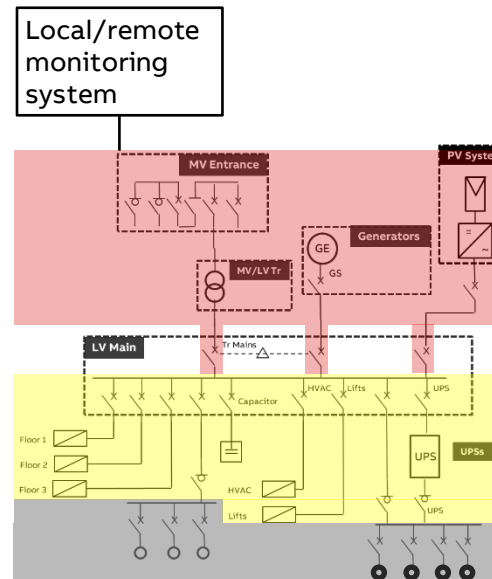 Local/remote
monitoring
system
MV Entrance
PV Syste
Generators
GE
GS
MV/LV Tr
=
~
LV Main
Tr Mains
HVAC
Lifts
UPS
Capacitor
Floor 1
Floor 2
Floor 3
UPS
UPSs
HVAC
UPS
Lifts